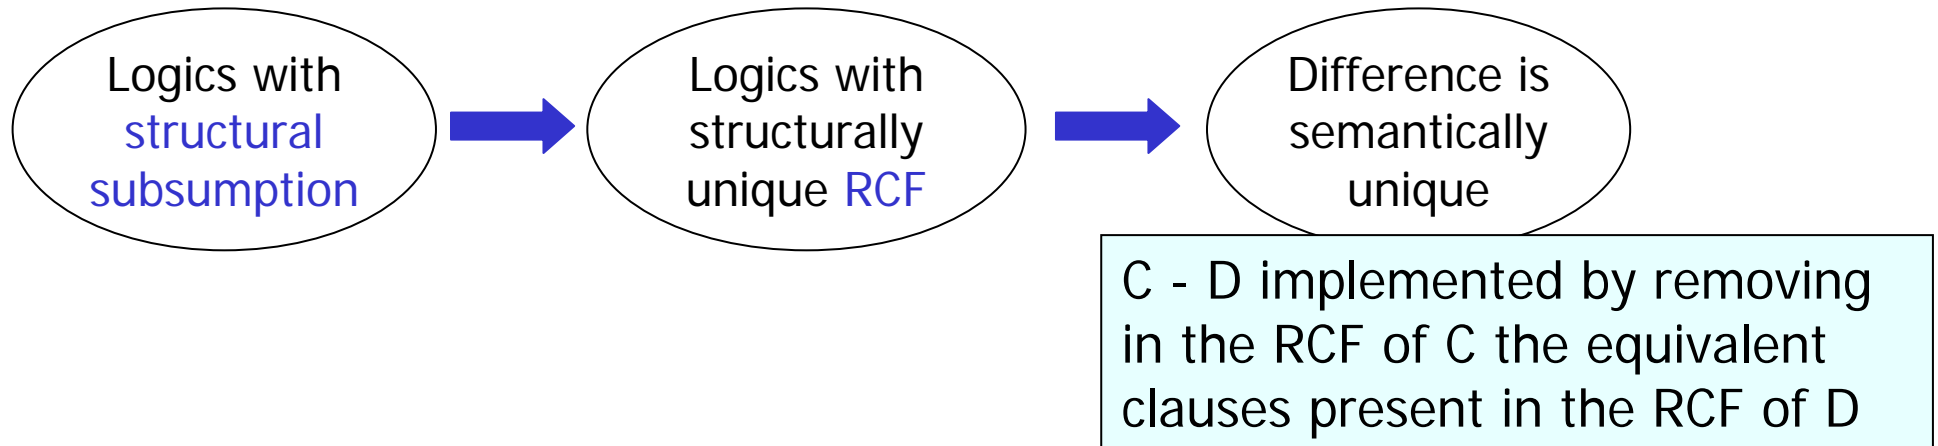 Logics with
structural
subsumption
Logics with
structurally
unique RCF
Difference is
semantically
unique
C - D implemented by removing
in the RCF of C the equivalent
clauses present in the RCF of D